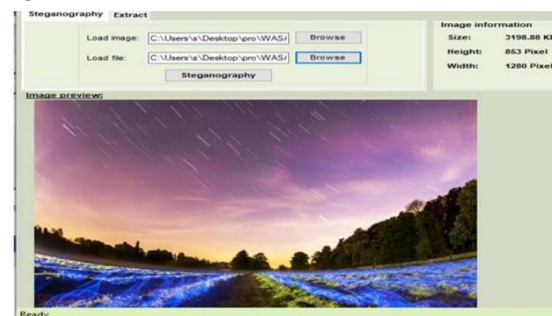 Steganography Extract
Image information
Load image: C:\Users\s\Desktop\pro\WAS/ Browse
Size: 3198.88 KB
Load file: C:\Users\s\Desktop\pro\WAS/ Browse
Height: 853 Pixel
Steganography
Width: 1280 Pixel
Image preview:
Ready